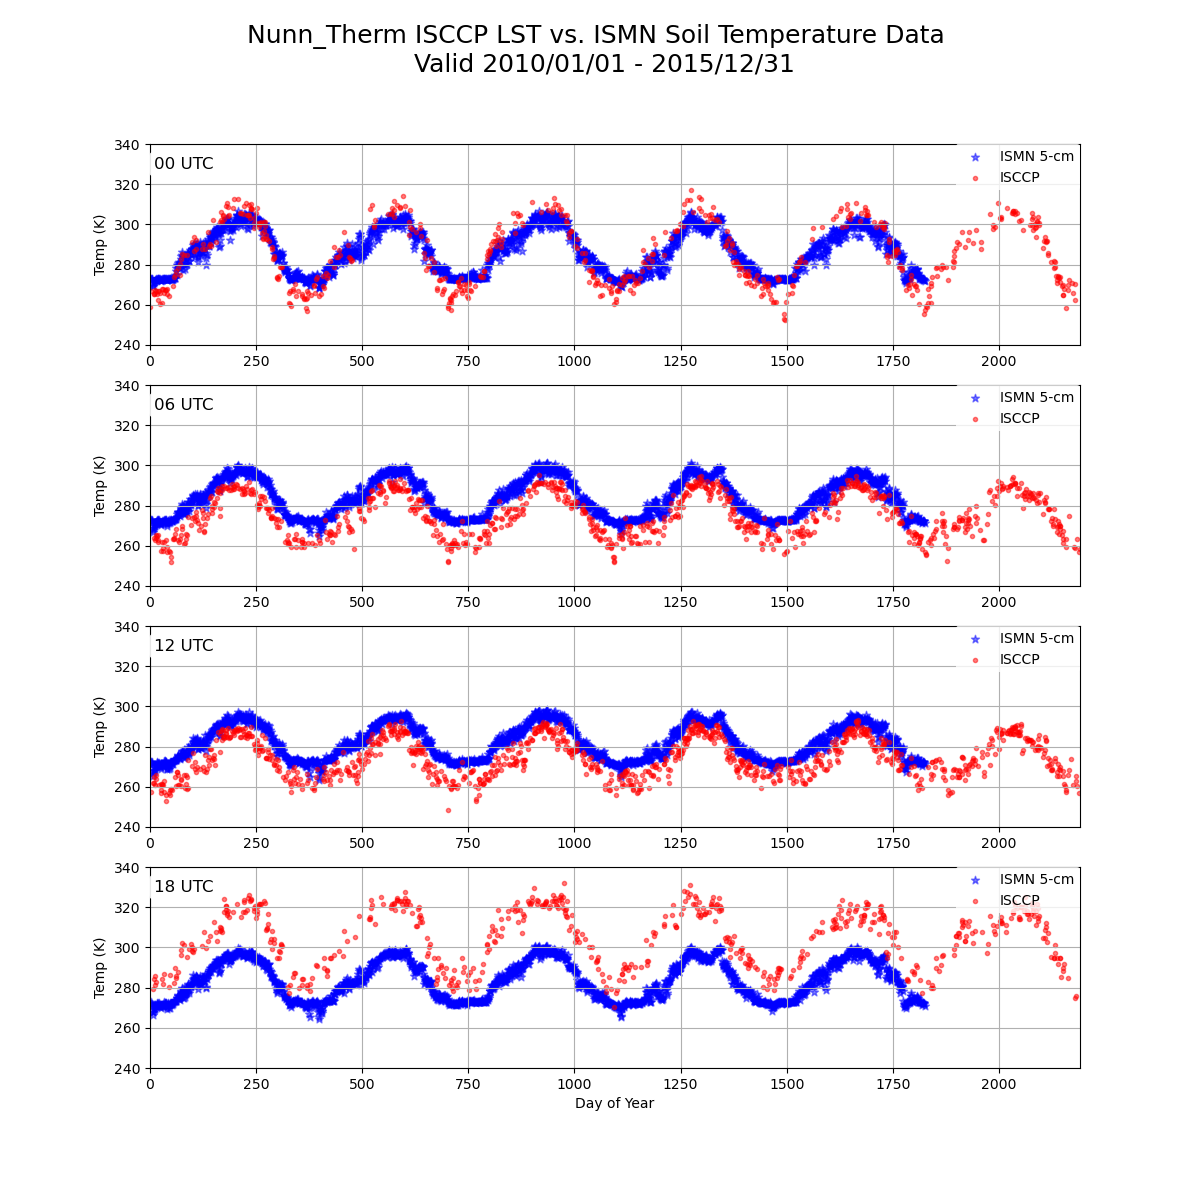 Nunn_Therm ISCCP LST vs. ISMN Soil Temperature Data
Valid 2010/01/01 - 2015/12/31
340
320
300
280
260
240
Temp (K)
00 UTC
ISMN 5-cm
ISCCP
0 250 500 750 1000 1250 1500 1750 2000
340
320
300
280
260
240
Temp (K)
06 UTC
ISMN 5-cm
ISCCP
0 250 500 750 1000 1250 1500 1750 2000
340
320
300
280
260
240
Temp (K)
12 UTC
ISMN 5-cm
ISCCP
0 250 500 750 1000 1250 1500 1750 2000
340
320
300
280
260
240
Temp (K)
18 UTC
ISMN 5-cm
ISCCP
0 250 500 750 1000 1250 1500 1750 2000
Day of Year